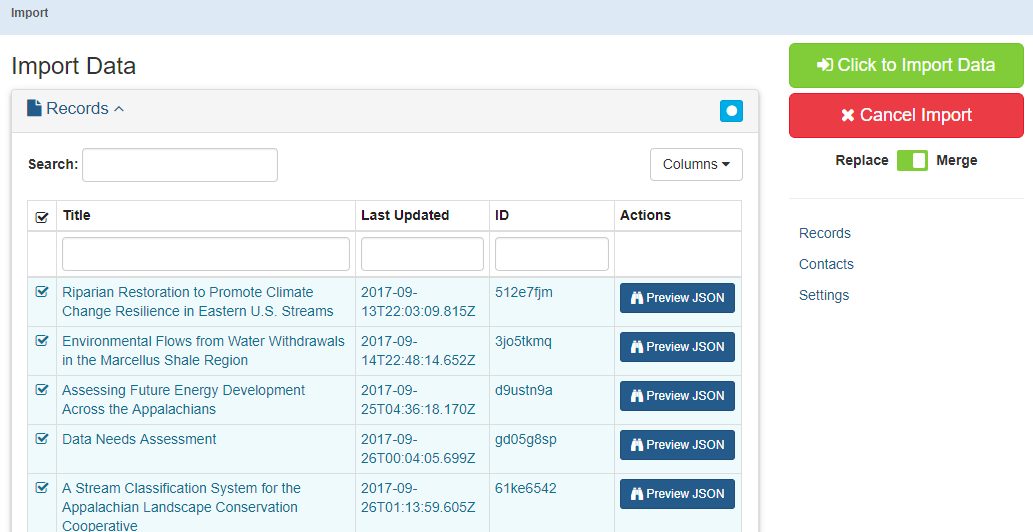 Import
Import Data
Records
Search:
Columns
Title Last Updated ID Actions
Riparian Restoration to Promote Climate
Change Resilience in Eastern U.S. Streams
2017-09-
13T22:03:09.815Z
512e7fjm
Preview JSON
Environmental Flows from Water Withdrawals
in the Marcellus Shale Region
2017-09-
14T22:48:14.652Z
3jo5tkmq
Preview JSON
Assessing Future Energy Development
Across the Appalachians
2017-09-
25T04:36:18.170Z
d9ustn9a
Preview JSON
Data Needs Assessment
2017-09-
26T00:04:05.699Z
gd05g8sp
Preview JSON
A Stream Classification System for the
Appalachian Landscape Conservation
Cooperative
2017-09-
26T01:13:59.605Z
61ke6542
Preview JSON
Click to Import Data
Cancel Import
Replace Merge
Records
Contacts
Settings